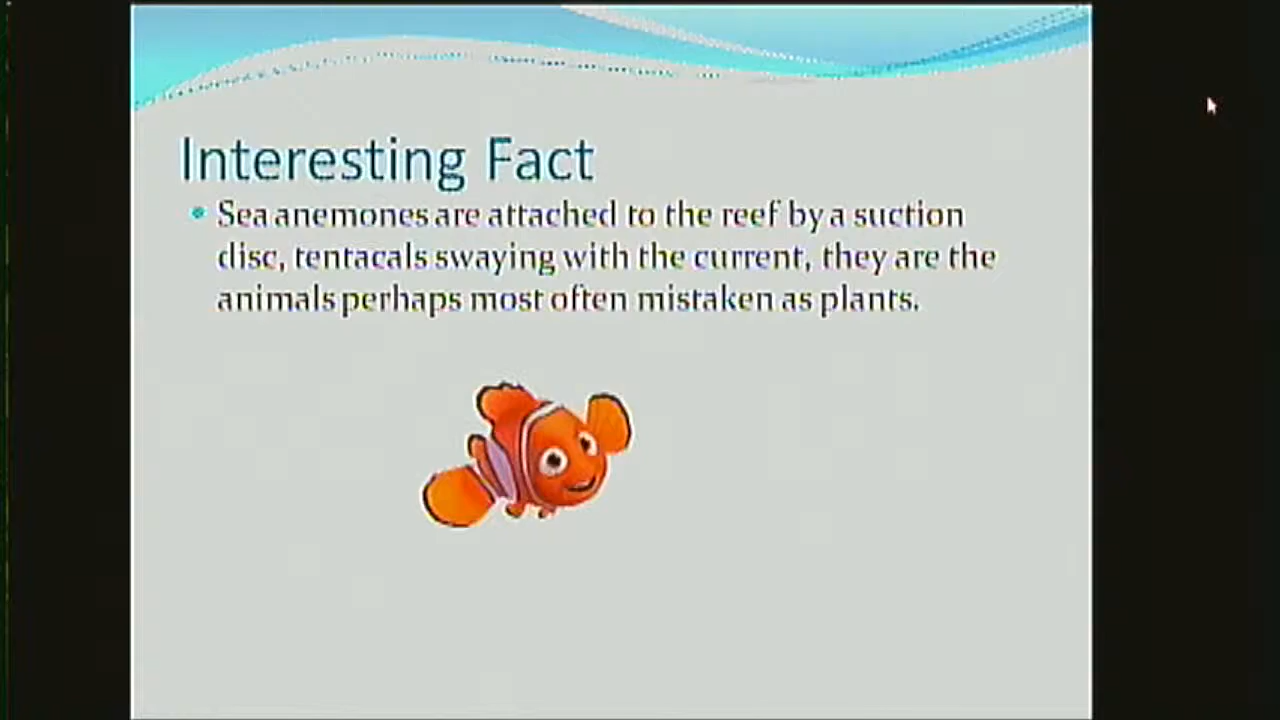 Interesting Fact
• Sea anemones are attached to the reef by a suction
disc, tentacals swaying with the current, they are the
animals perhaps most often mistaken as plants.